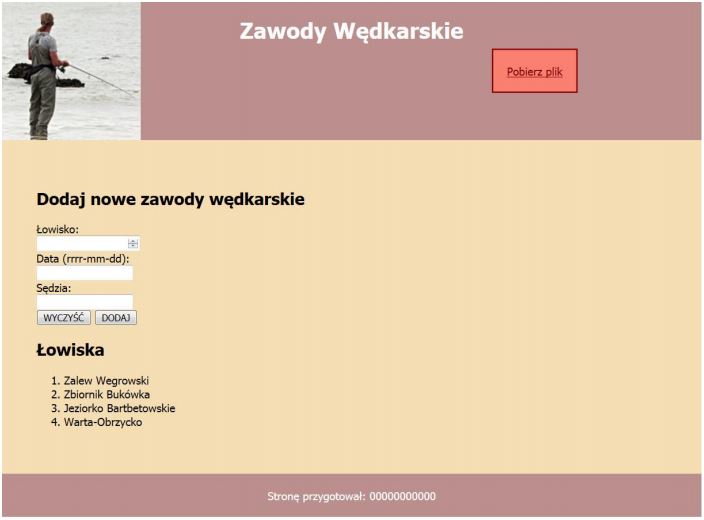 Zawody Wędkarskie
Pobierz plik
Dodaj nowe zawody wędkarskie
Łowisko:
Data (rrrr-mm-dd):
Sędzia:
WYCZYŚĆ DODAJ
Łowiska
1. Zalew Wegrowski
2. Zbiornik Bukówka
3. Jeziorko Bartbetowskie
4. Warta-Obrzycko
Stronę przygotował: 00000000000